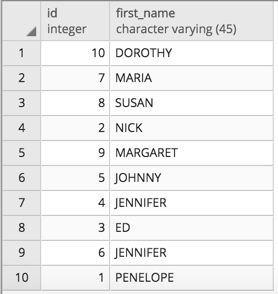 id first_name
integer character varying (45)
1 10 DOROTHY
2 7 MARIA
3 8 SUSAN
4 2 NICK
5 9 MARGARET
6 5 JOHNNY
7 4 JENNIFER
8 3 ED
9 6 JENNIFER
10 1 PENELOPE